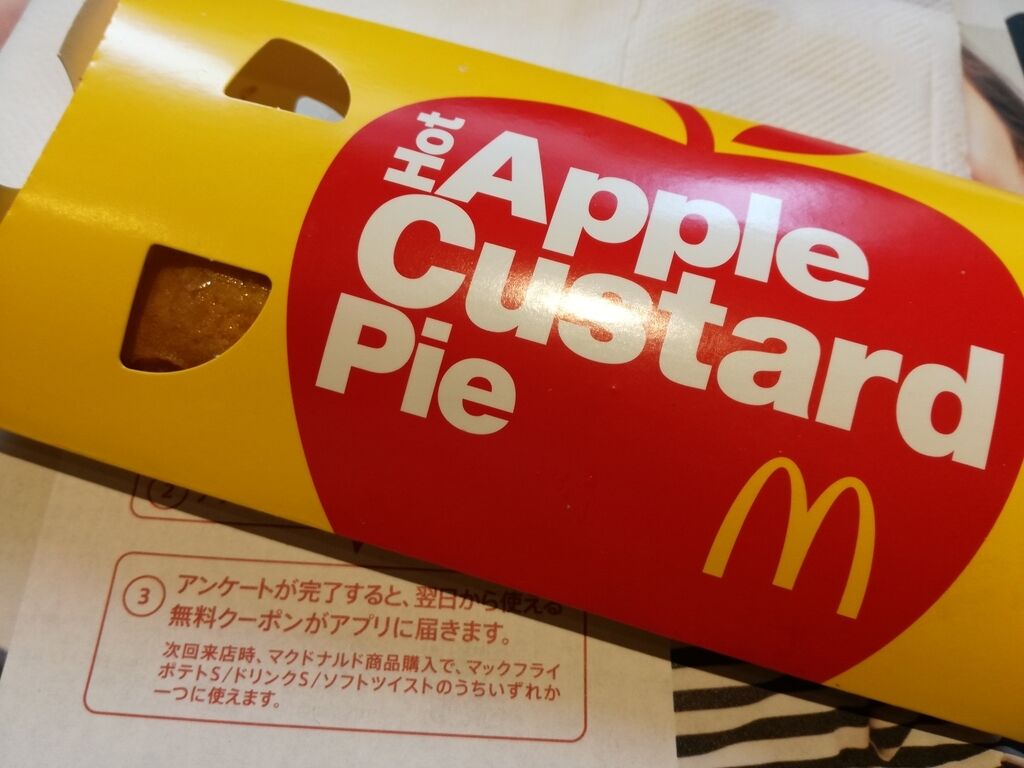 Hot
Apple
Custard
Pie
M
2
3 アンケートが完了すると、翌日から使える
無料クーポンがアプリに届きます。
次回来店時、マクドナルド商品購入で、マックフライ
ポテトS/ドリンクS/ソフトツイストのうちいずれか
一つに使えます。